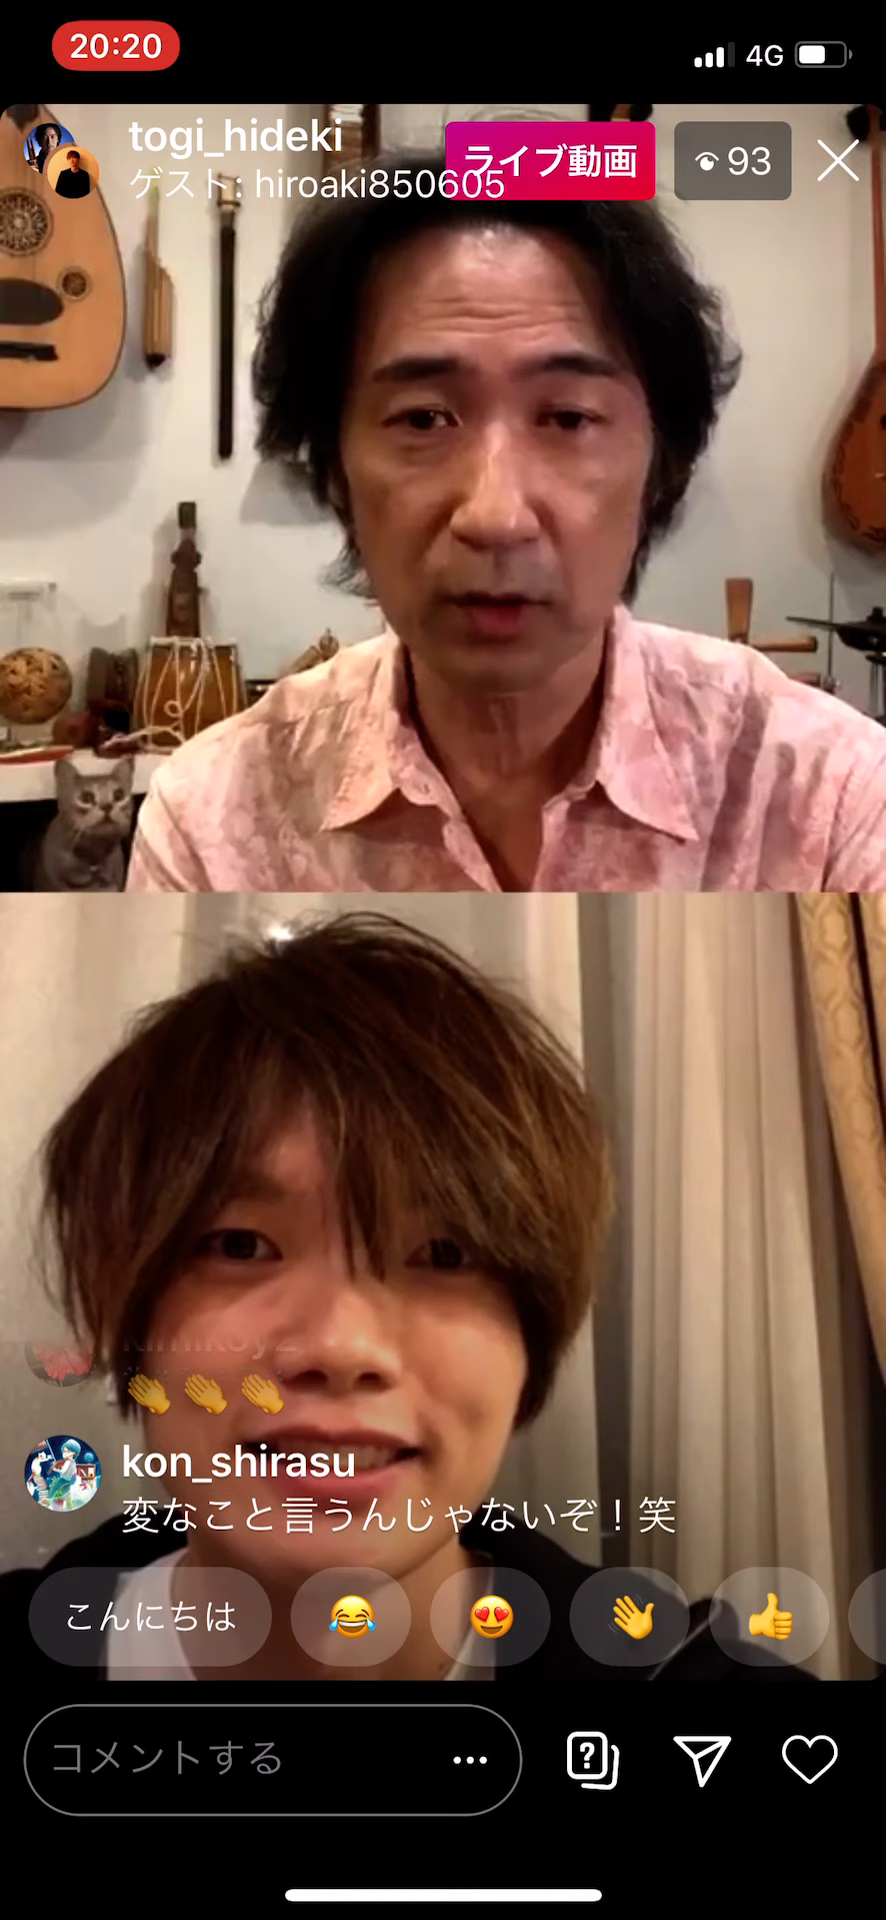 20:20
4G
togi_hideki
ゲスト: hiroaki850605
ライブ動画
93
kimikoy2
👏👏👏
kon_shirasu
変なこと言うんじゃないぞ！笑
こんにちは
コメントする